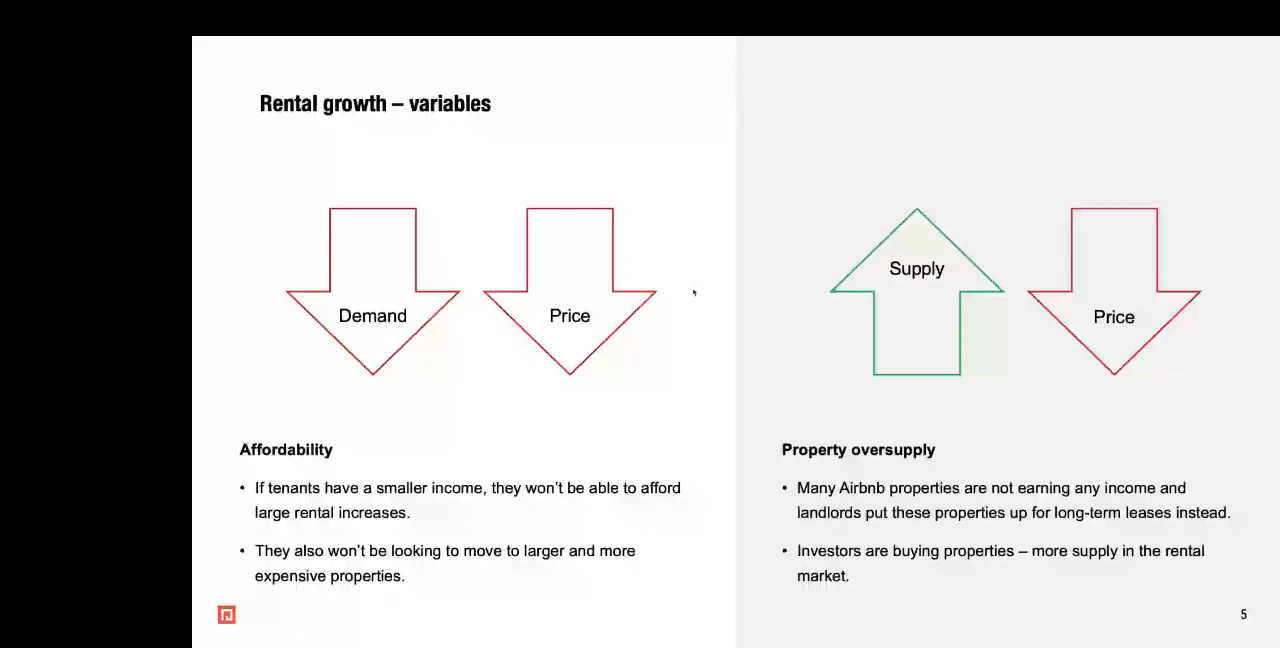 Rental growth – variables
Demand
Price
Supply
Price
Affordability
• If tenants have a smaller income, they won’t be able to afford
large rental increases.
• They also won’t be looking to move to larger and more
expensive properties.
Property oversupply
• Many Airbnb properties are not earning any income and
landlords put these properties up for long-term leases instead.
• Investors are buying properties – more supply in the rental
market.
5